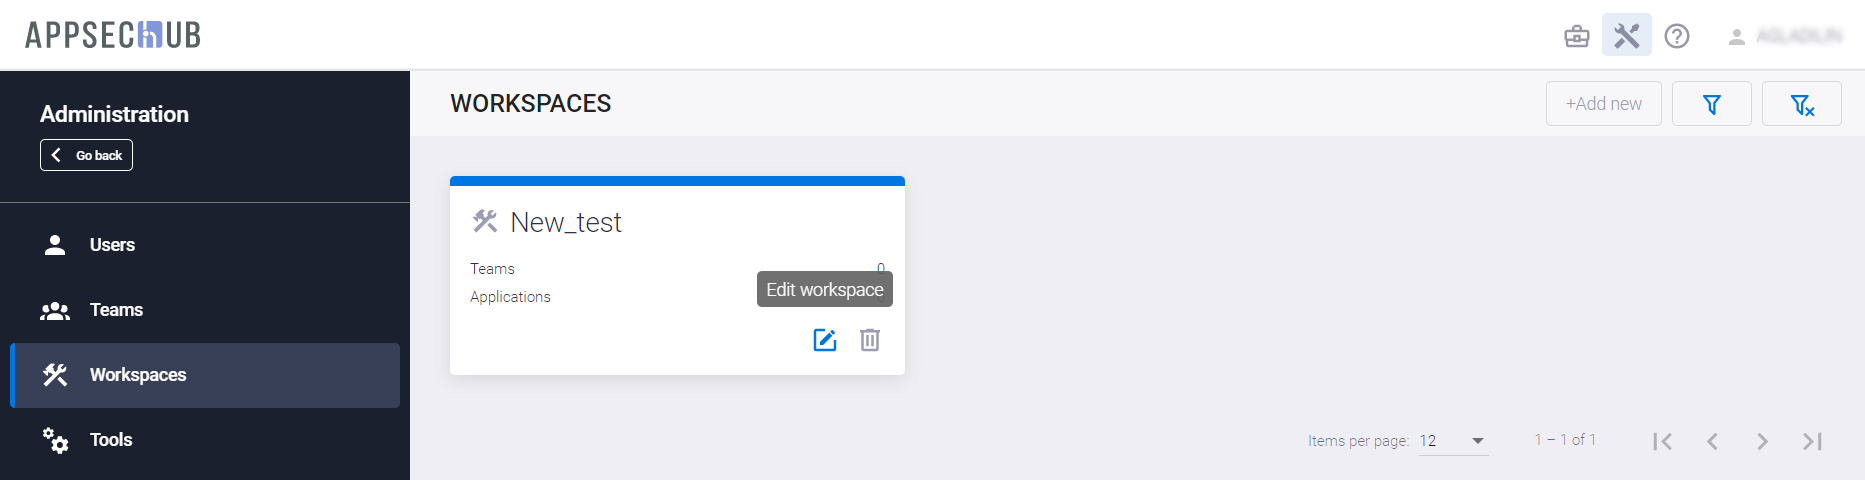 APPSECHUB
Administration
Go back
Users
Teams
Workspaces
Tools
WORKSPACES
+Add new
New_test
Teams 0
Applications
Edit workspace
Items per page: 12
1 – 1 of 1